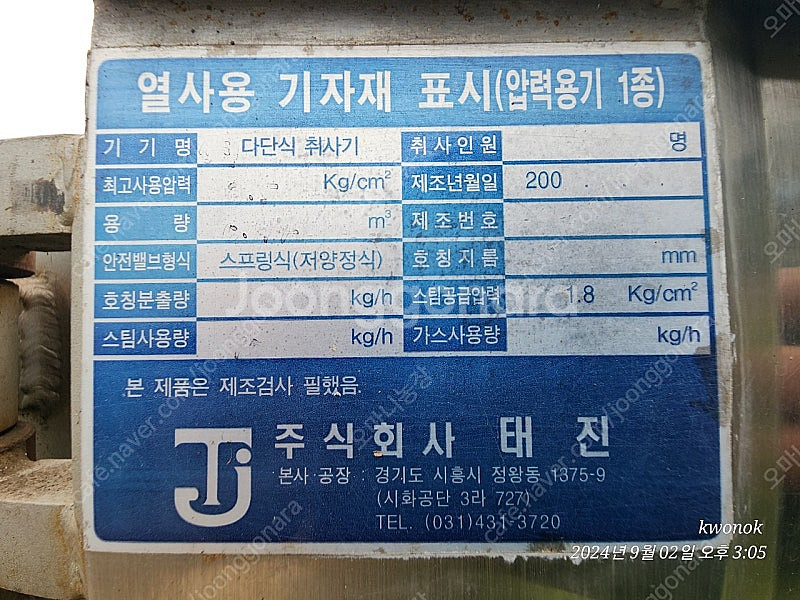 열사용 기자재 표시(압력용기 1종)
기기명 다단식 취사기 취사인원 명
최고사용압력 Kg/cm² 제조년월일 200
용량 m³ 제조번호
안전밸브형식 스프링식(저양정식) 호칭지름 mm
호칭분출량 kg/h 스팀공급압력 1.8 Kg/cm²
스팀사용량 kg/h 가스사용량 kg/h
본 제품은 제조검사 필했음.
TJ 주식회사 태진
본사·공장 : 경기도 시흥시 정왕동 1375-9
(시화공단 3라 727)
TEL. (031)431-3720
Joonggonara
kwonok
2024년 9월 02일 오후 3:05